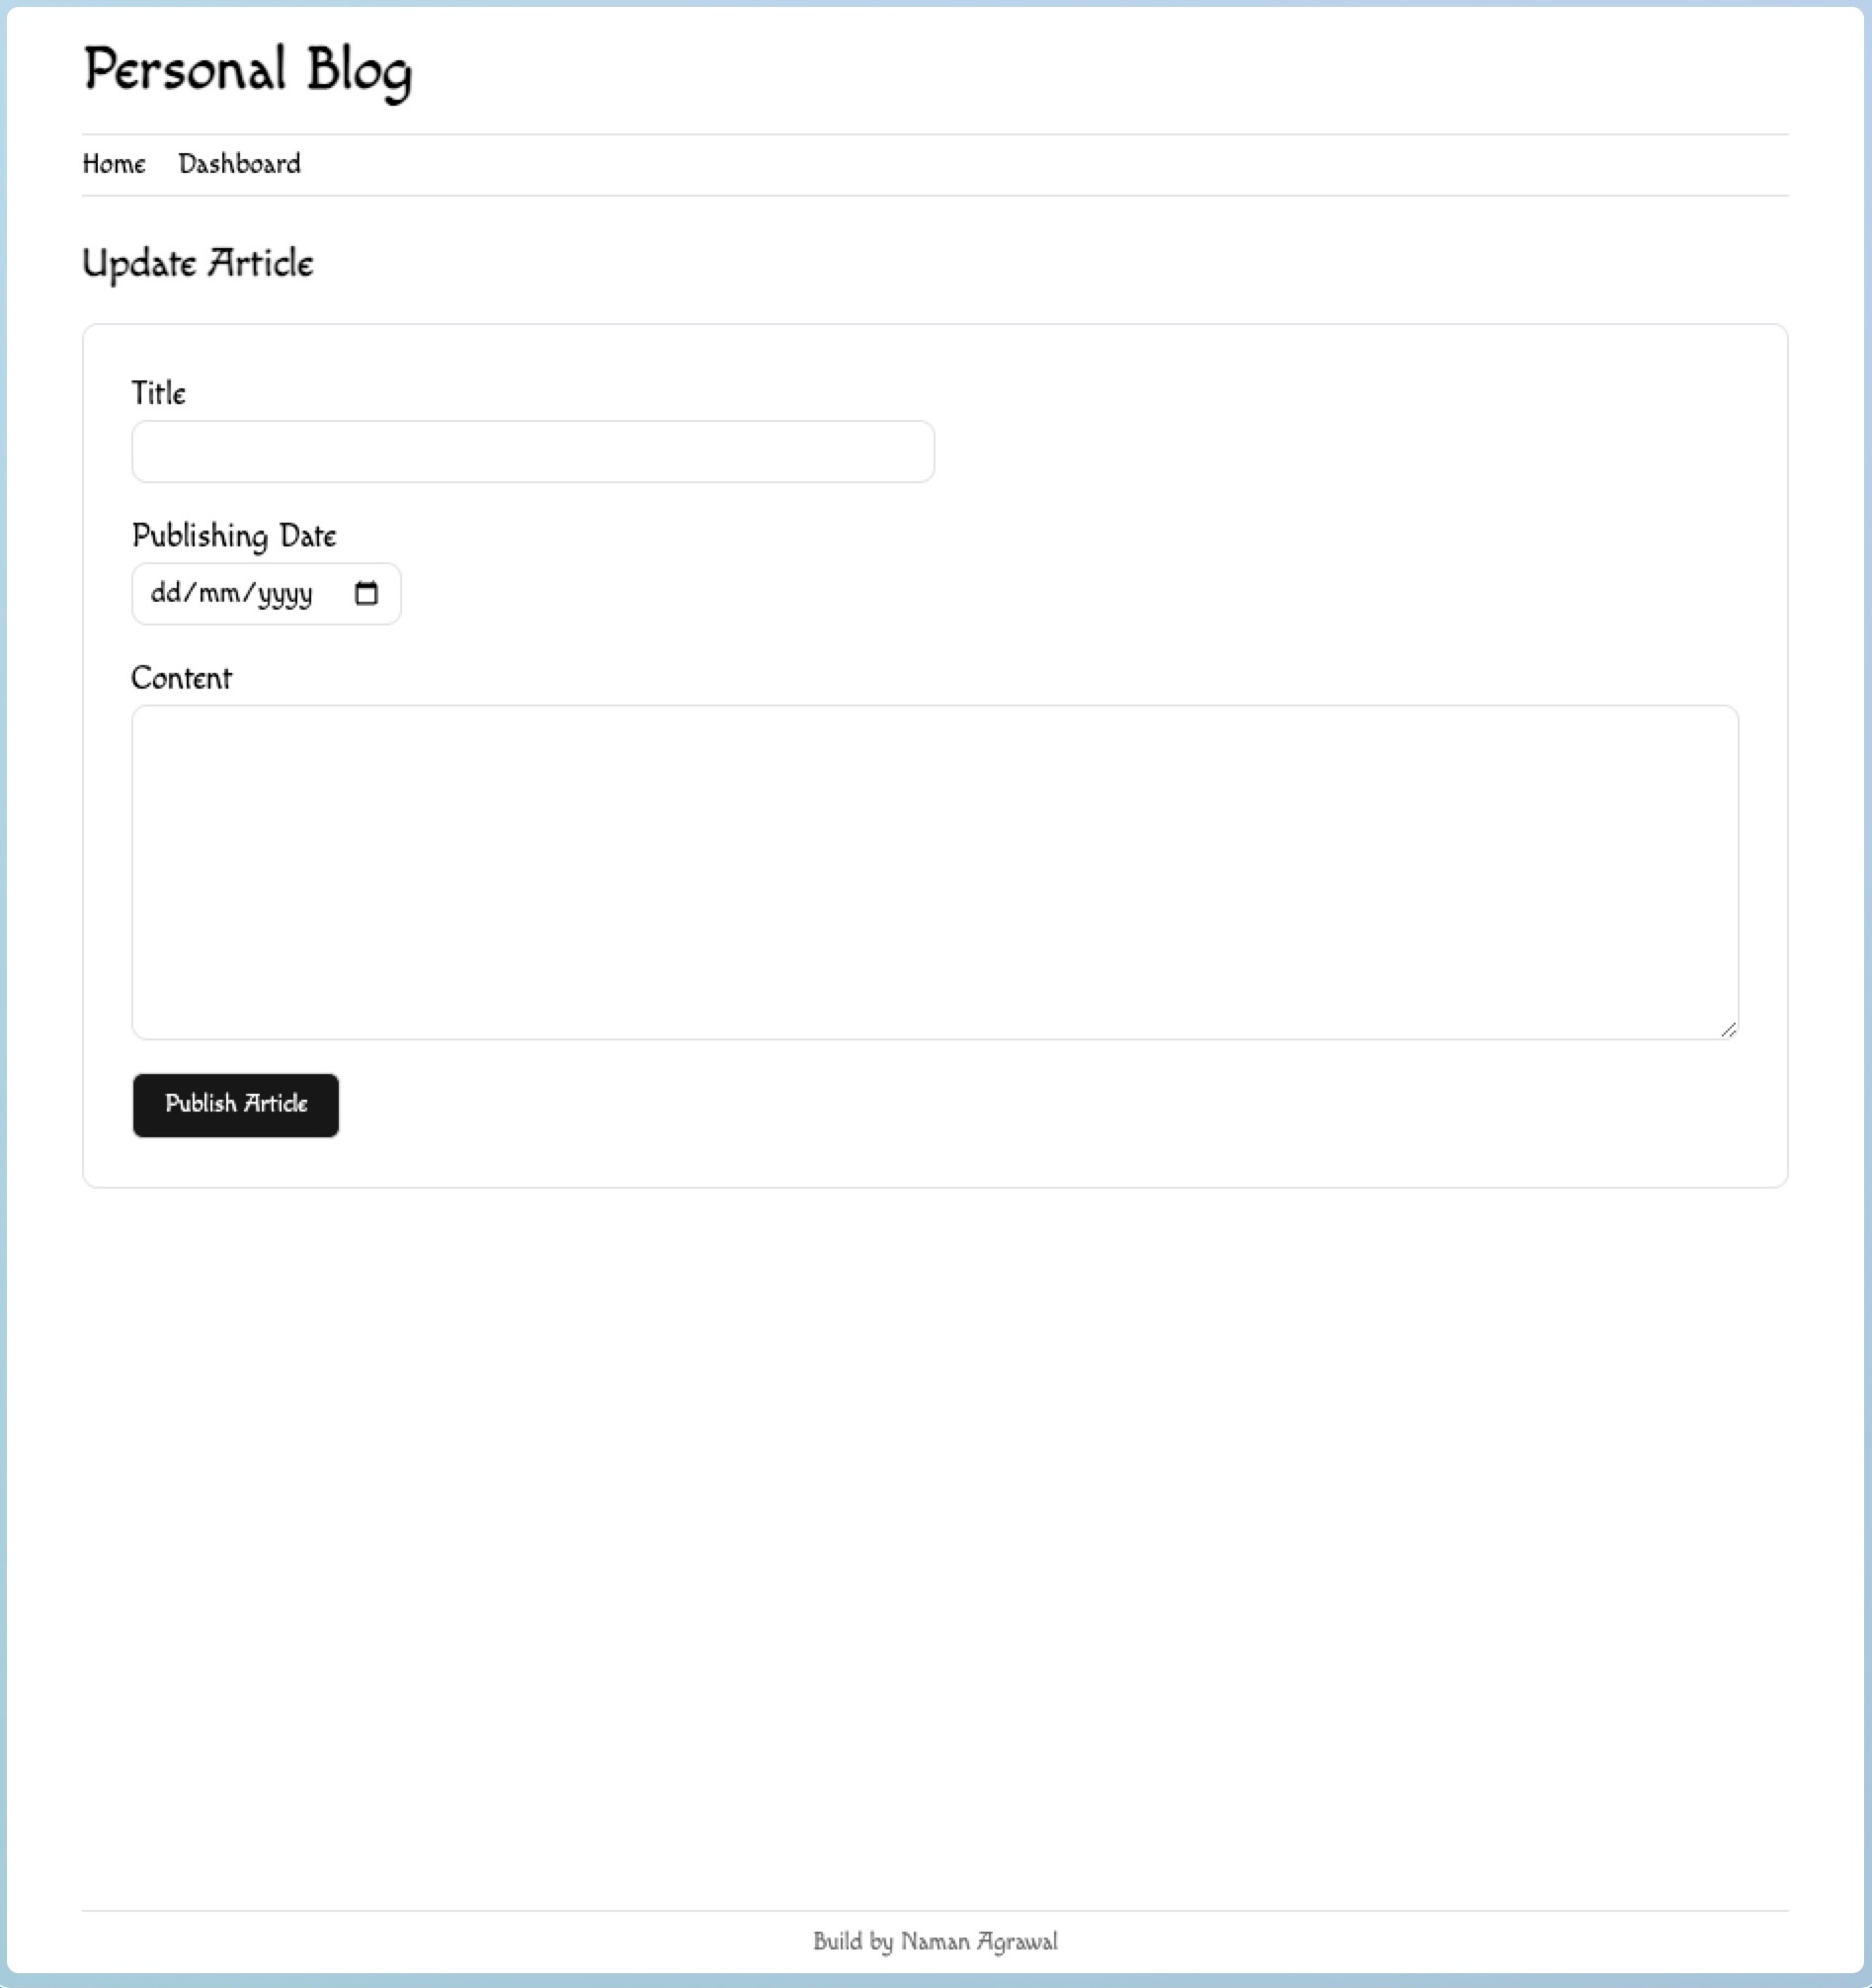 Personal Blog
Home Dashboard
Update Article
Title
Publishing Date
dd/mm/yyyy
Content
Publish Article
Build by Naman Agrawal